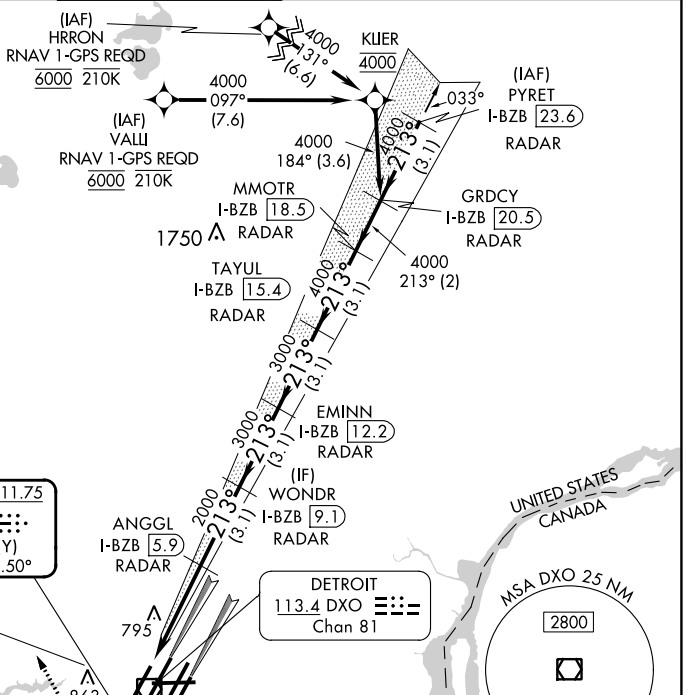 (IAF)
HRRON
RNAV 1-GPS REQD
6000 210K
4000
131°
(6.6)
KLIER
4000
4000
097°
(7.6)
(IAF)
VALLI
RNAV 1-GPS REQD
6000 210K
033°
(IAF)
PYRET
I-BZB 23.6
RADAR
4000
213°
(3.1)
4000
184° (3.6)
MMOTR
I-BZB 18.5
RADAR
GRDCY
I-BZB 20.5
RADAR
1750
4000
213° (2)
TAYUL
I-BZB 15.4
RADAR
4000
213°
(3.1)
3000
213°
(3.1)
EMINN
I-BZB 12.2
RADAR
3000
213°
(3.1)
(IF)
WONDR
I-BZB 9.1
RADAR
2000
213°
(3.1)
ANGGL
I-BZB 5.9
RADAR
11.75
Y)
.50°
UNITED STATES
CANADA
795
DETROIT
113.4 DXO
Chan 81
MSA DXO 25 NM
2800